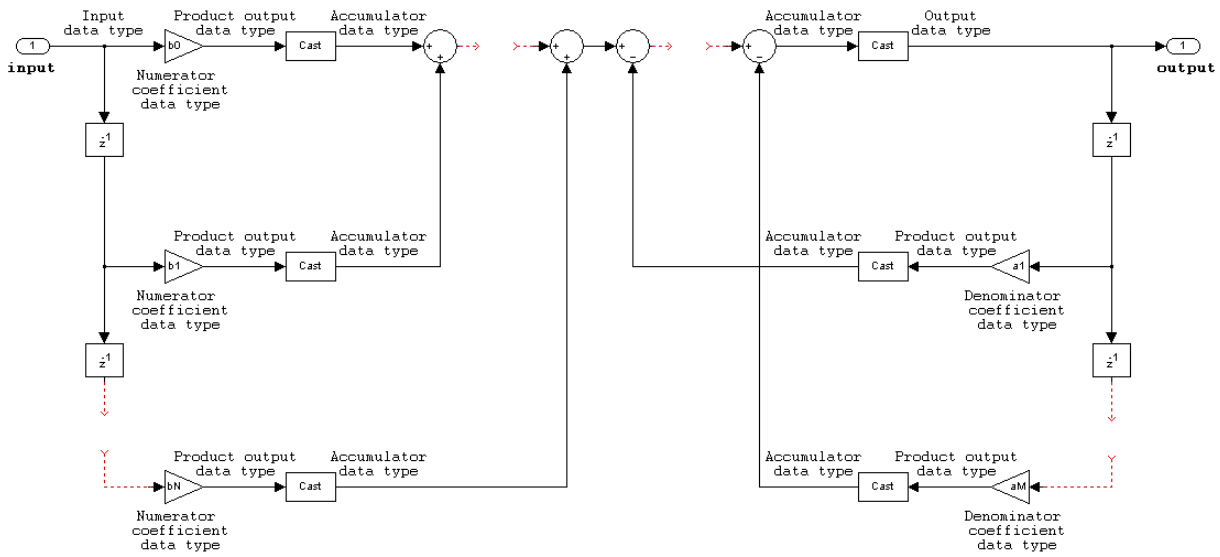 Input
data type
Product output
data type
Accumulator
data type
Accumulator
data type
Output
data type
1
input
b0
Cast
+
+
+
+
+
−
+
−
Cast
1
output
Numerator
coefficient
data type
z-1
z-1
Product output
data type
Accumulator
data type
Accumulator
data type
Product output
data type
b1
Cast
Cast
a1
Numerator
coefficient
data type
Denominator
coefficient
data type
z-1
z-1
Product output
data type
Accumulator
data type
Accumulator
data type
Product output
data type
bN
Cast
Cast
aM
Numerator
coefficient
data type
Denominator
coefficient
data type